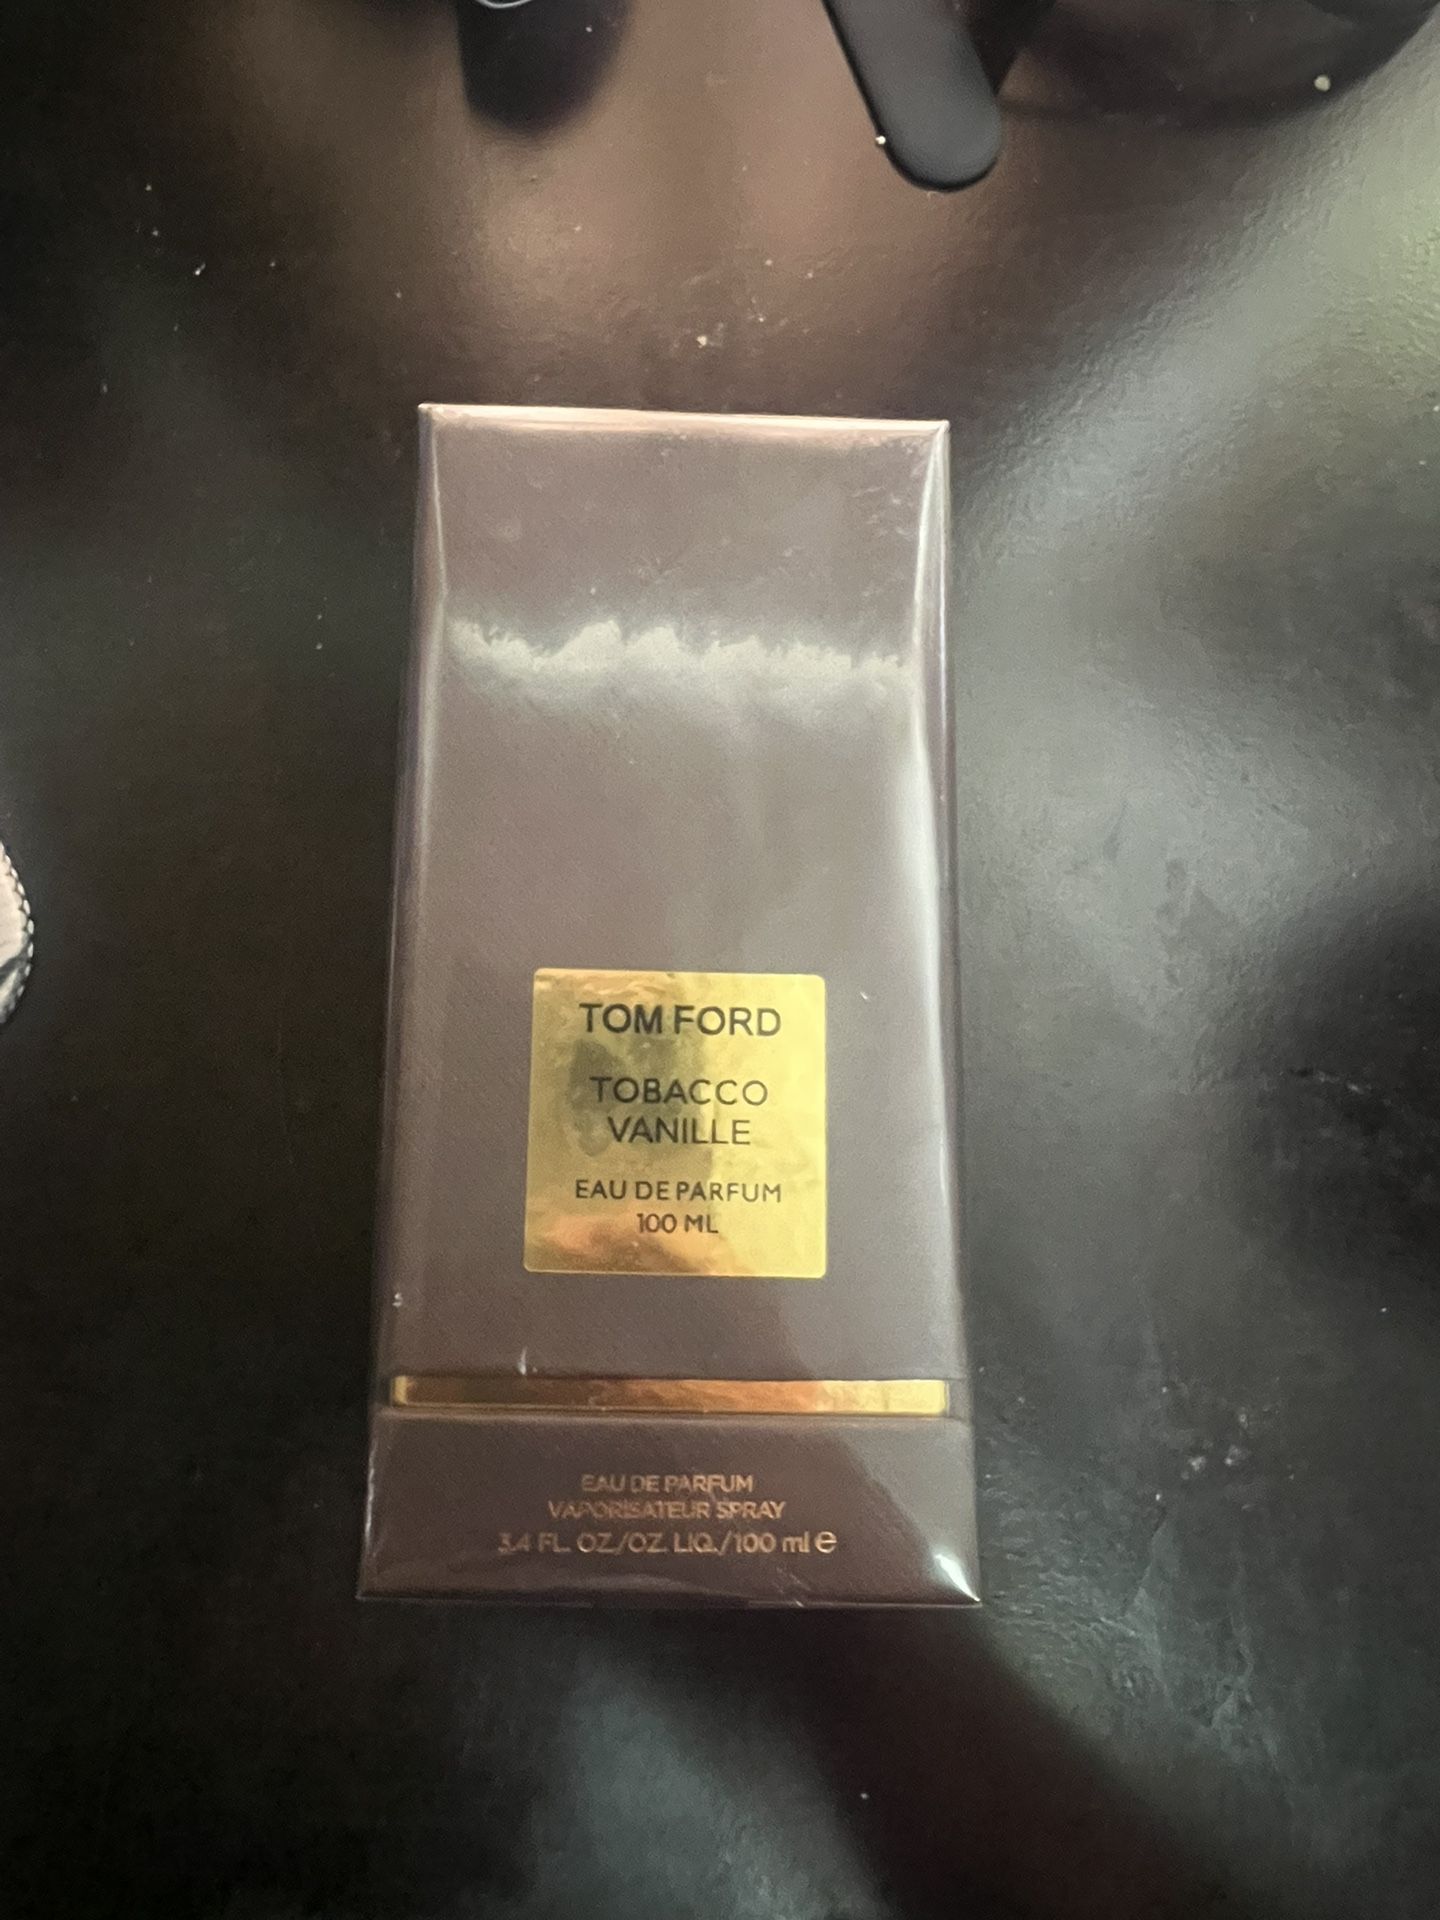 TOM FORD
TOBACCO
VANILLE
EAU DE PARFUM
100 ML
EAU DE PARFUM
VAPORISATEUR SPRAY
3.4 FL. OZ./OZ. LIQ./100 ml e